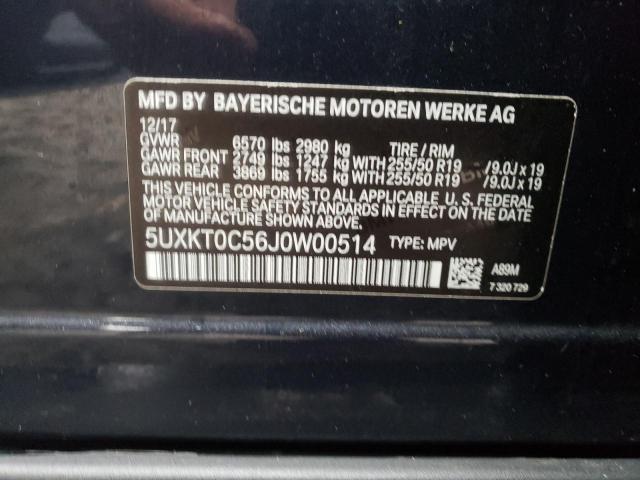 MFD BY BAYERISCHE MOTOREN WERKE AG
12/17
GVWR 6570 lbs 2980 kg TIRE / RIM
GAWR FRONT 2749 lbs 1247 kg WITH 255/50 R19 /9.0J x 19
GAWR REAR 3869 lbs 1755 kg WITH 255/50 R19 /9.0J x 19
THIS VEHICLE CONFORMS TO ALL APPLICABLE U.S. FEDERAL
MOTOR VEHICLE SAFETY STANDARDS IN EFFECT ON THE
DATE OF MANUFACTURE SHOWN ABOVE.
5UXKT0C56J0W00514 TYPE: MPV
A89M
7 320 729